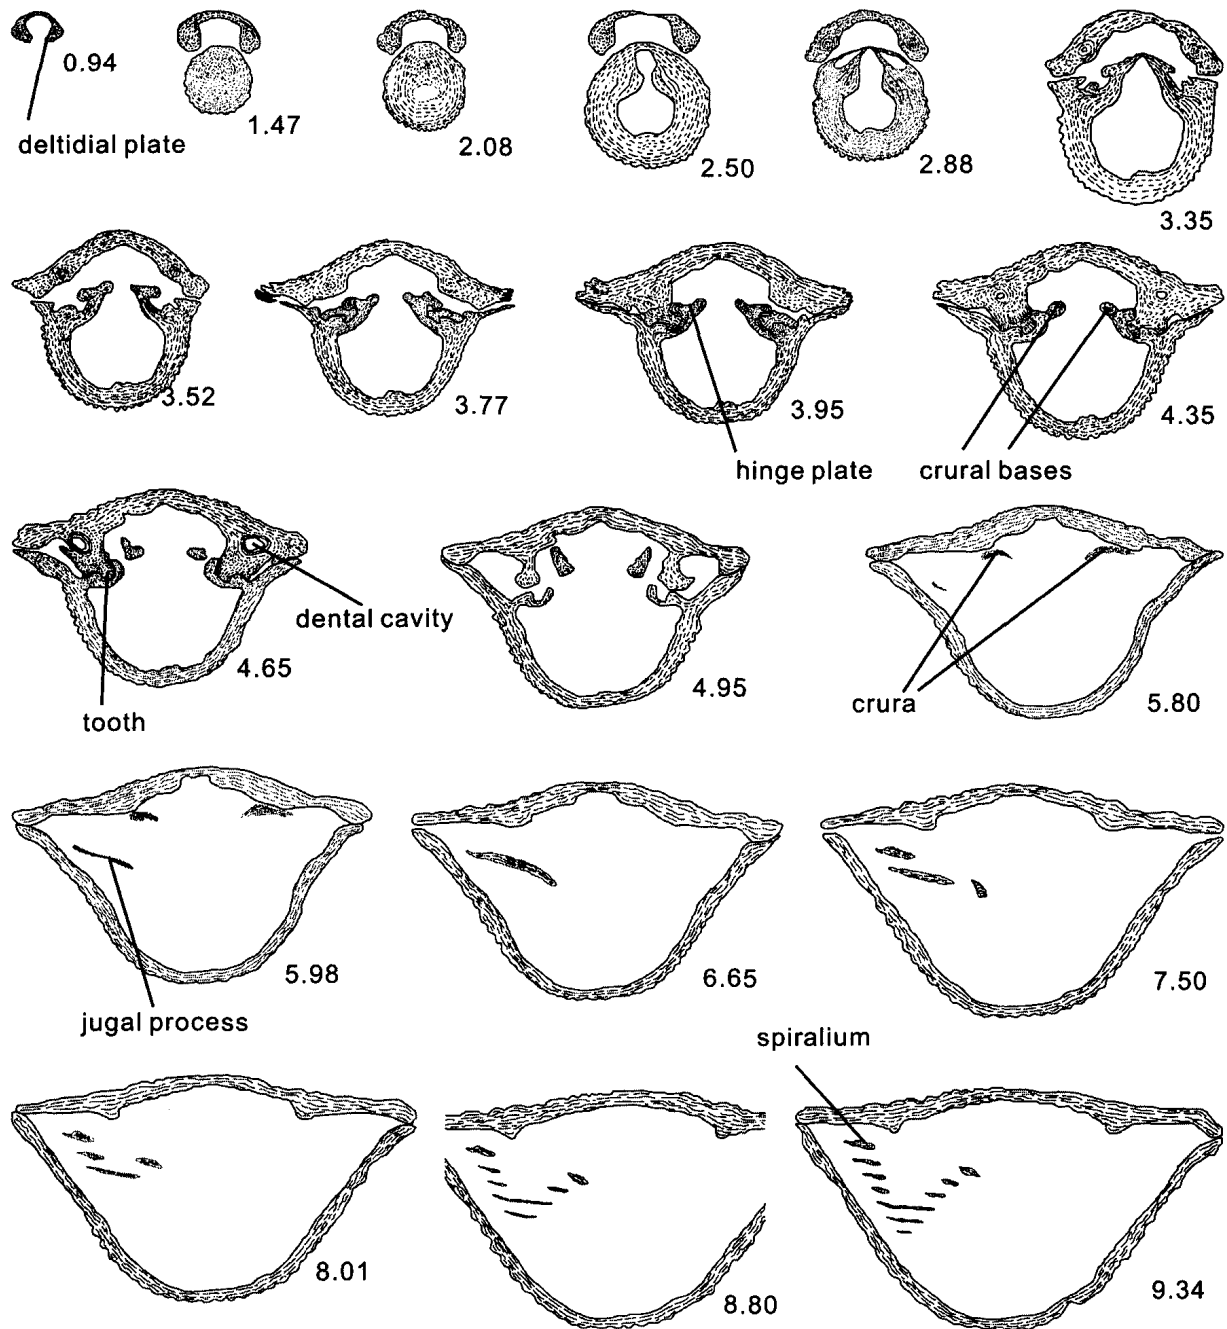 0.94
deltidial plate
1.47
2.08
2.50
2.88
3.35
3.52
3.77
3.95
hinge plate
4.35
crural bases
4.65
tooth
dental cavity
4.95
5.80
crura
5.98
jugal process
6.65
7.50
8.01
8.80
spiralium
9.34